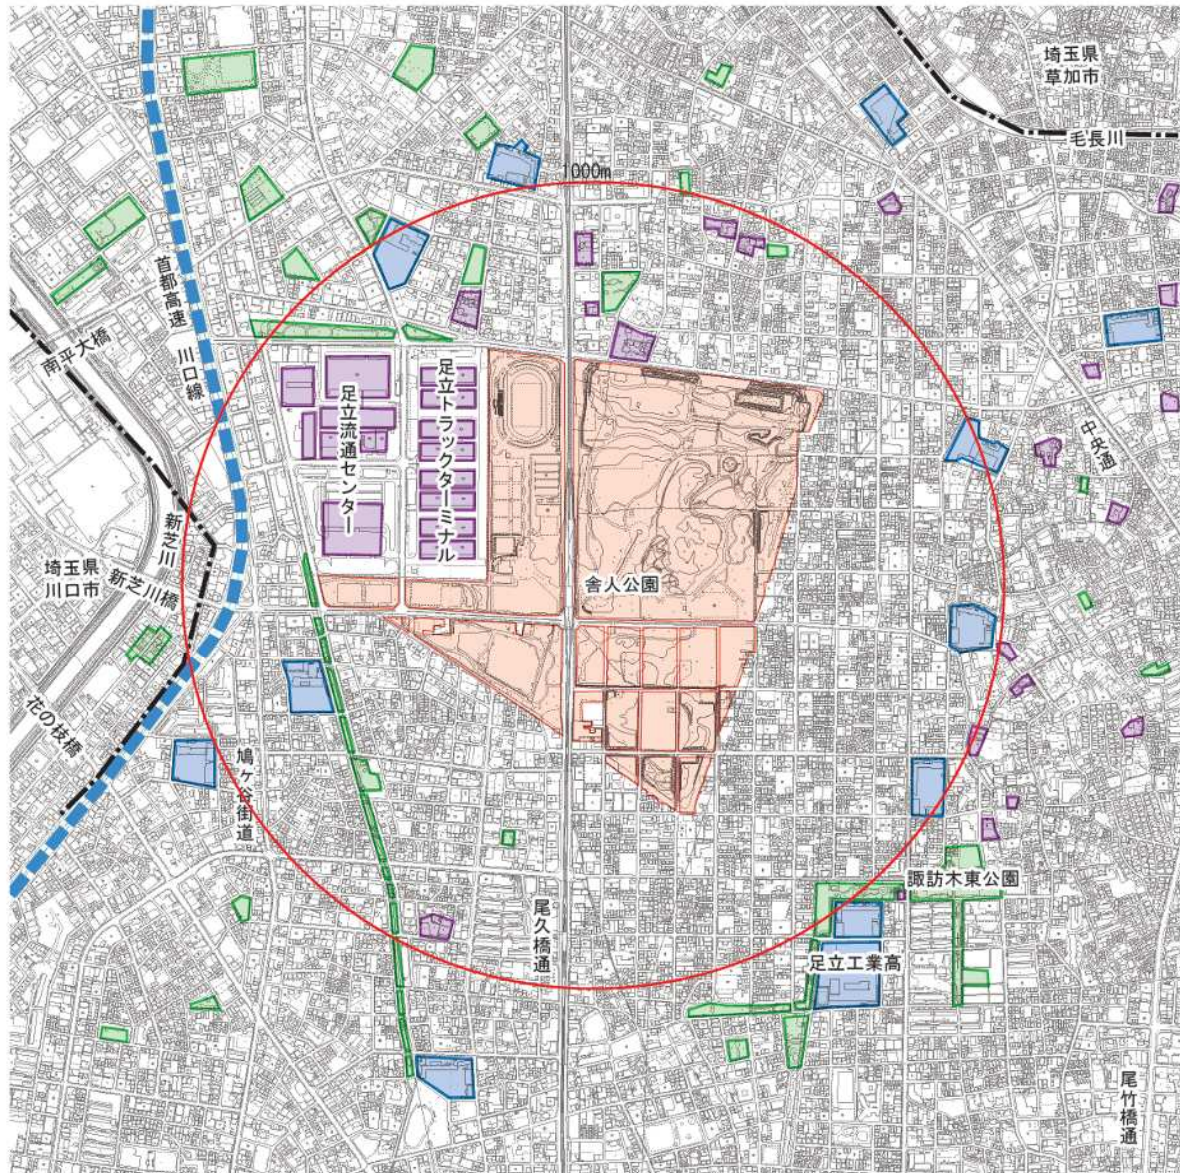 埼玉県
草加市
毛長川
1000m
首都高速
川口線
南平大橋
足立流通センター
足立トラックターミナル
中央通
新芝川
埼玉県
川口市
新芝川橋
舎人公園
花の枝橋
鳩ヶ谷街道
諏訪木東公園
尾久橋通
足立工業高
尾竹橋通